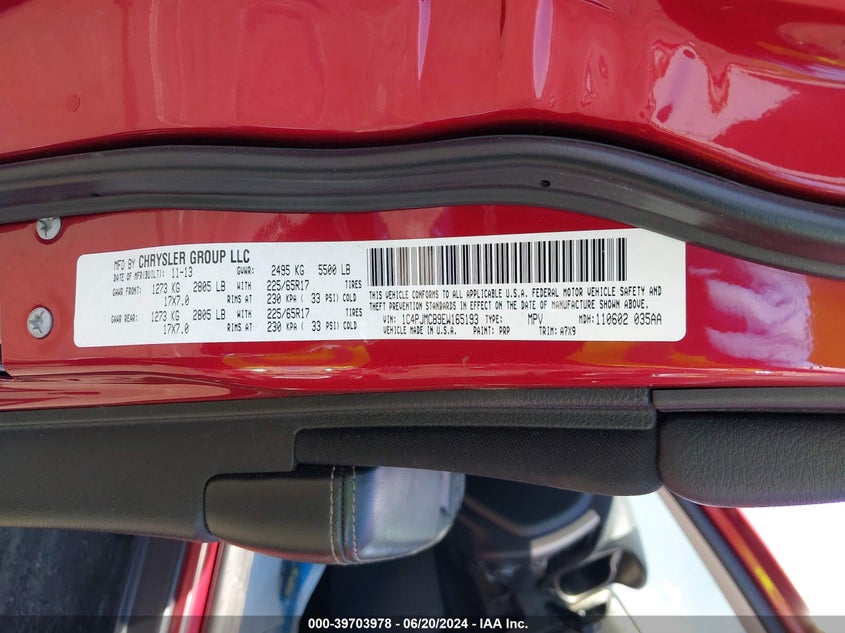 MFD BY CHRYSLER GROUP LLC
DATE OF MFR(BUILT): 11-13 GVWR: 2495 KG 5500 LB
GAWR FRONT: 1273 KG 2805 LB WITH 225/65R17 TIRES
17X7.0 RIMS AT 230 KPA ( 33 PSI) COLD
GAWR REAR: 1273 KG 2805 LB WITH 225/65R17 TIRES
17X7.0 RIMS AT 230 KPA ( 33 PSI) COLD
THIS VEHICLE CONFORMS TO ALL APPLICABLE U.S.A. FEDERAL MOTOR VEHICLE SAFETY AND
THEFT PREVENTION STANDARDS IN EFFECT ON THE DATE OF MANUFACTURE SHOWN ABOVE.
VIN: 1C4PJMCB9EW165193 TYPE: MPV MDH: 110602 035AA
VEHICLE MADE IN U.S.A. PAINT: PRP TRIM: A7X9
000-39703978 - 06/20/2024 - IAA Inc.